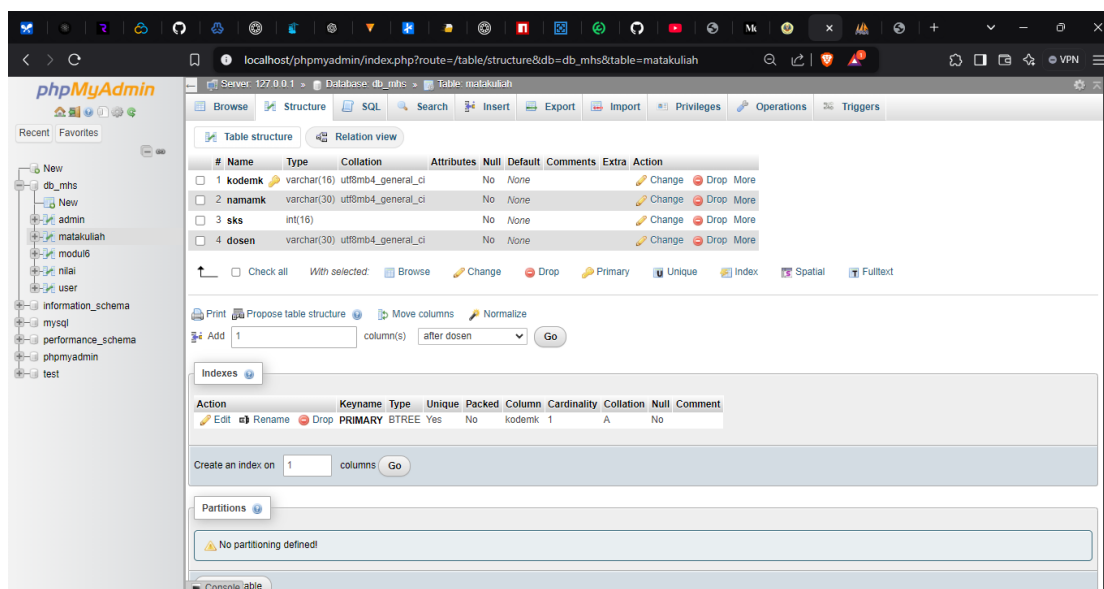 localhost/phpmyadmin/index.php?route=/table/structure&db=db_mhs&table=matakuliah
VPN
phpMyAdmin
Recent Favorites
New
db_mhs
New
admin
matakuliah
modul6
nilai
user
information_schema
mysql
performance_schema
phpmyadmin
test
Server: 127.0.0.1 » Database: db_mhs » Table: matakuliah
Browse Structure SQL Search Insert Export Import Privileges Operations Triggers
Table structure Relation view
# Name Type Collation Attributes Null Default Comments Extra Action
1 kodemk varchar(16) utf8mb4_general_ci No None Change Drop More
2 namamk varchar(30) utf8mb4_general_ci No None Change Drop More
3 sks int(16) No None Change Drop More
4 dosen varchar(30) utf8mb4_general_ci No None Change Drop More
Check all With selected: Browse Change Drop Primary Unique Index Spatial Fulltext
Print Propose table structure Move columns Normalize
Add 1 column(s) after dosen Go
Indexes
Action Keyname Type Unique Packed Column Cardinality Collation Null Comment
Edit Rename Drop PRIMARY BTREE Yes No kodemk 1 A No
Create an index on 1 columns Go
Partitions
No partitioning defined!
Console able